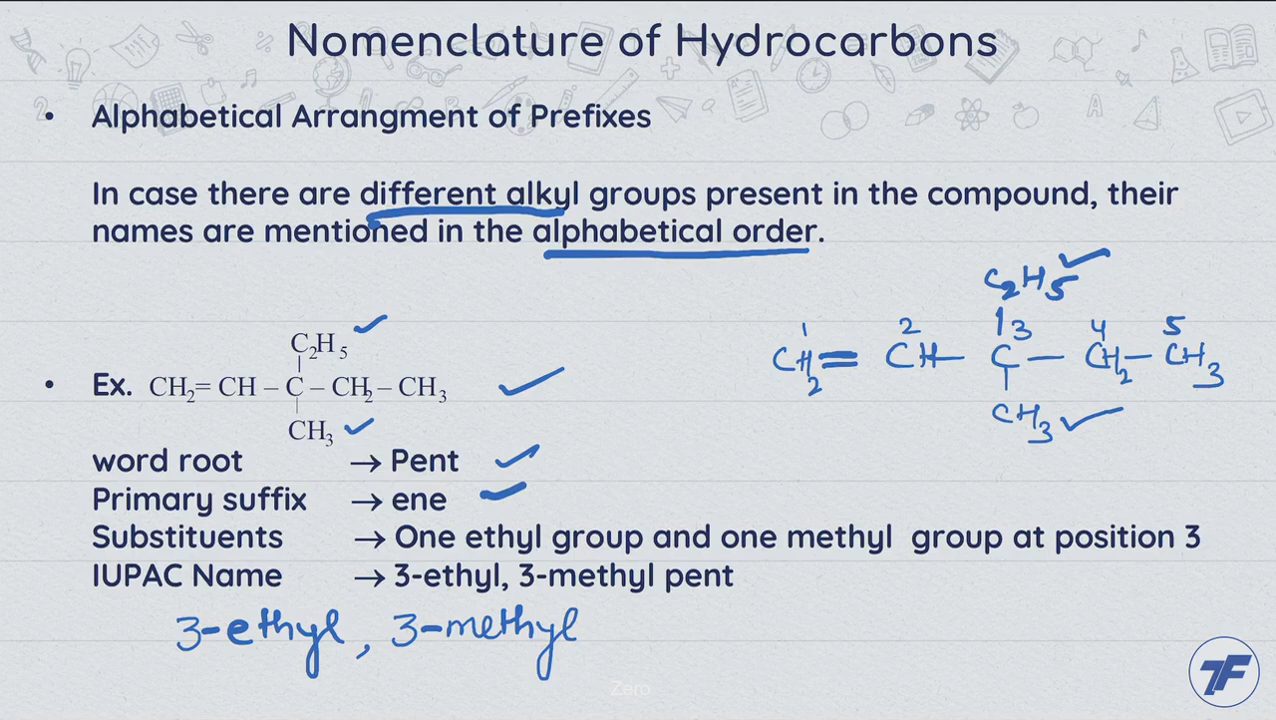 Nomenclature of Hydrocarbons
• Alphabetical Arrangment of Prefixes
In case there are different alkyl groups present in the compound, their
names are mentioned in the alphabetical order.
C₂H₅
• Ex. CH₂= CH – C – CH₂ – CH₃
CH₃
word root → Pent
Primary suffix → ene
Substituents → One ethyl group and one methyl group at position 3
IUPAC Name → 3-ethyl, 3-methyl pent
3-ethyl, 3-methyl
C₂H₅
1 2 3 4 5
CH₂ = CH – C – CH₂ – CH₃
CH₃
Zero
7F